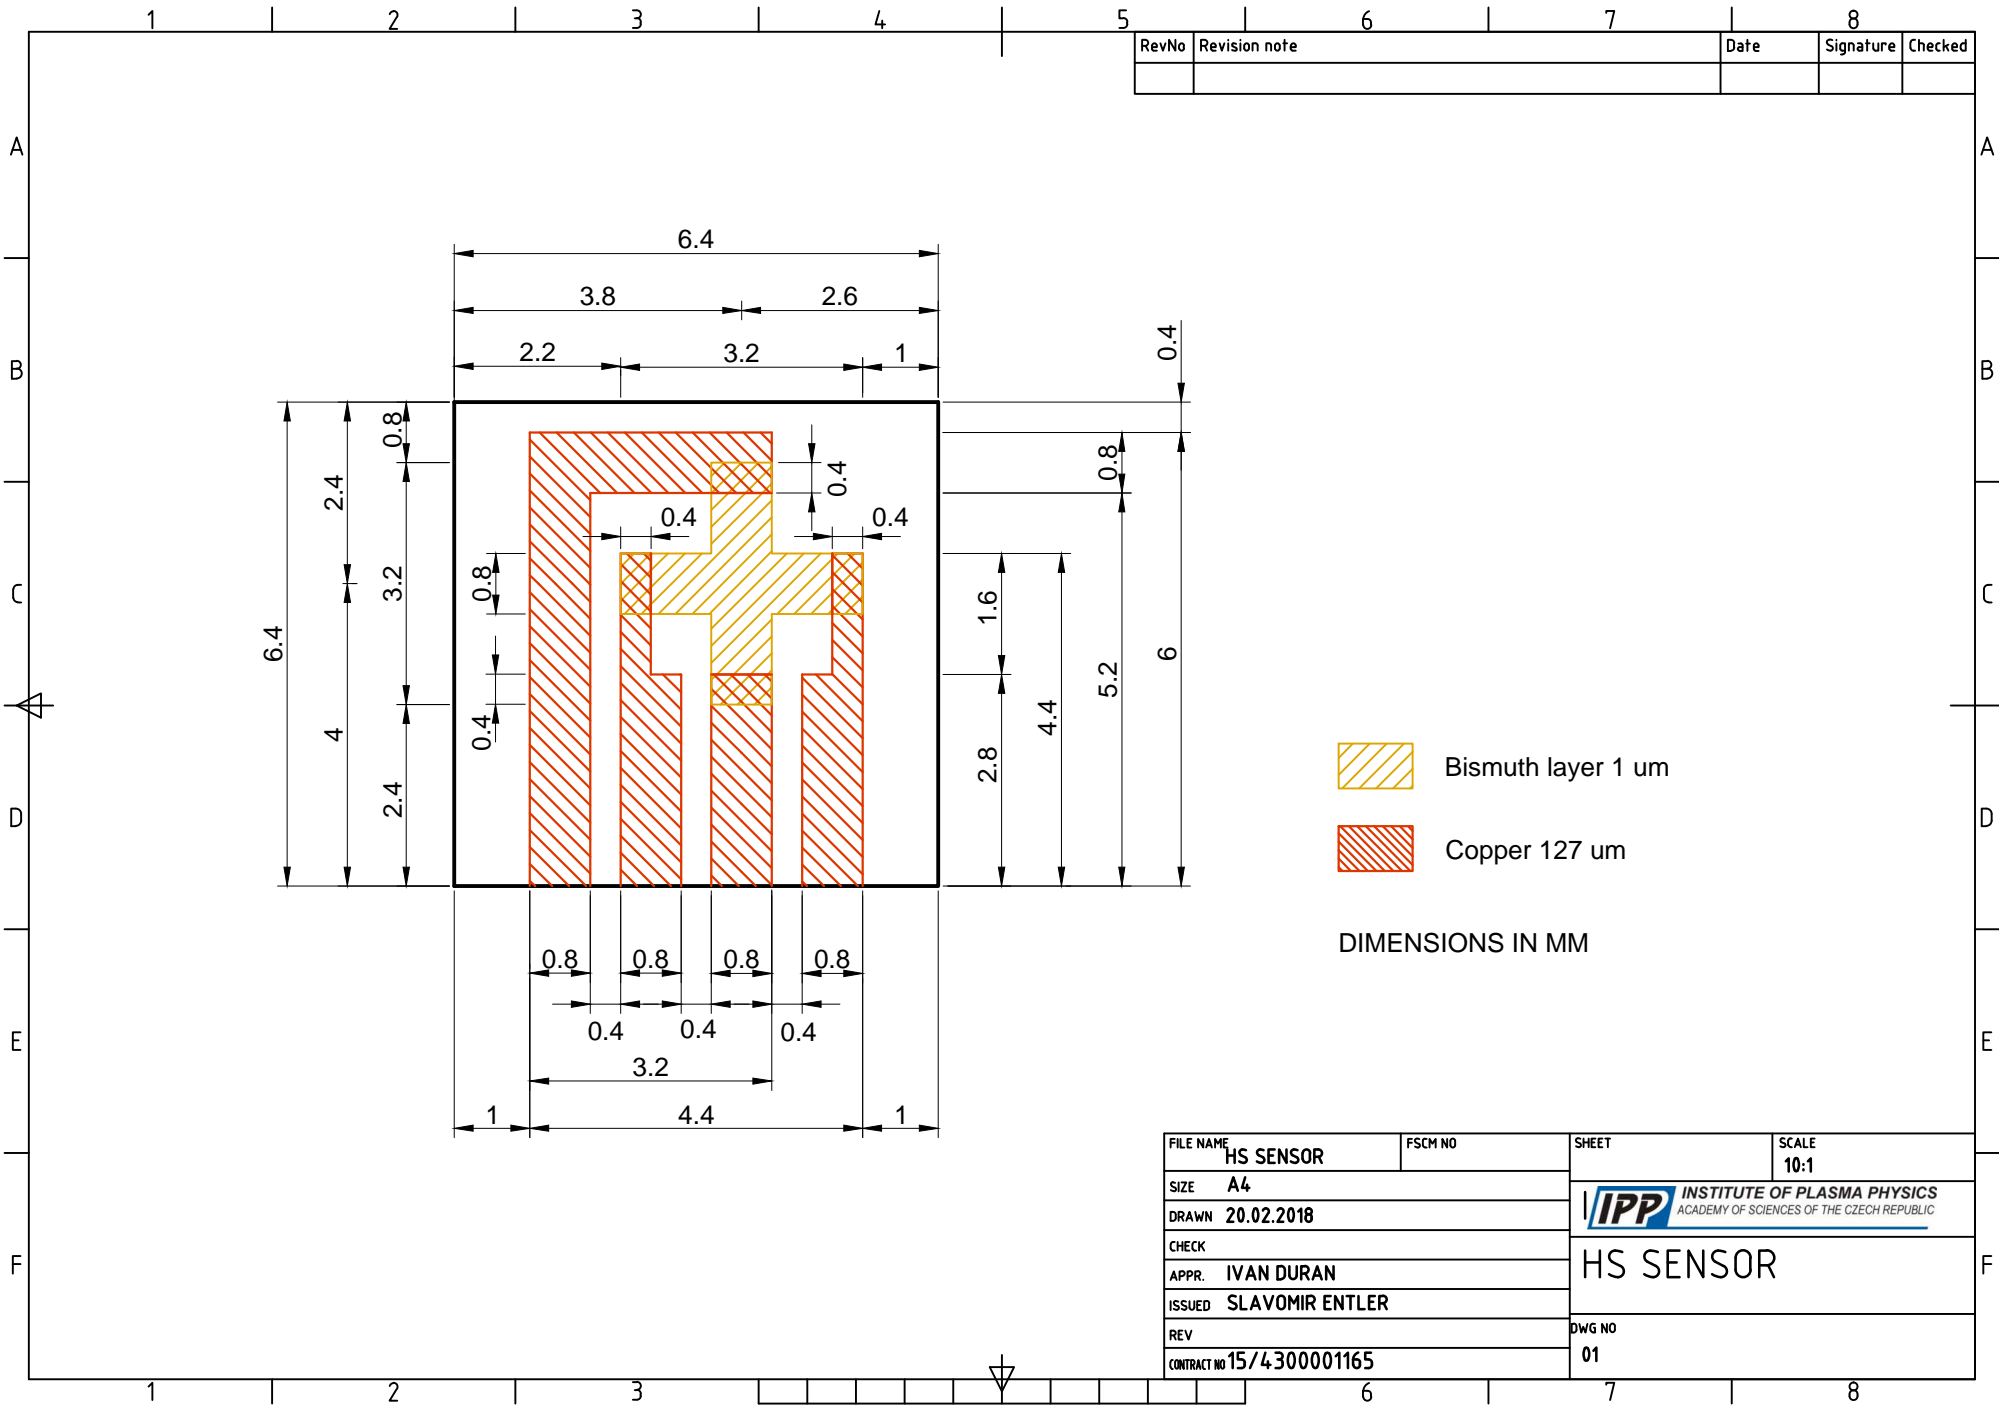 1 2 3 4 5 6 7 8
RevNo Revision note Date Signature Checked
A A
6.4
3.8 2.6
2.2 3.2 1
0.4
B B
0.8
2.4
0.4
0.8
0.4 0.4
C C
3.2
0.8
1.6
6.4
6
5.2
4.4
4
0.4
2.8
2.4
D D
Bismuth layer 1 um
Copper 127 um
DIMENSIONS IN MM
0.8 0.8 0.8 0.8
0.4 0.4 0.4
E E
3.2
1 4.4 1
FILE NAME HS SENSOR FSCM NO SHEET SCALE
10:1
SIZE A4
INSTITUTE OF PLASMA PHYSICS
IPP ACADEMY OF SCIENCES OF THE CZECH REPUBLIC
DRAWN 20.02.2018
CHECK
HS SENSOR
F F
APPR. IVAN DURAN
ISSUED SLAVOMIR ENTLER
REV
DWG NO
01
CONTRACT NO 15/4300001165
1 2 3 6 7 8